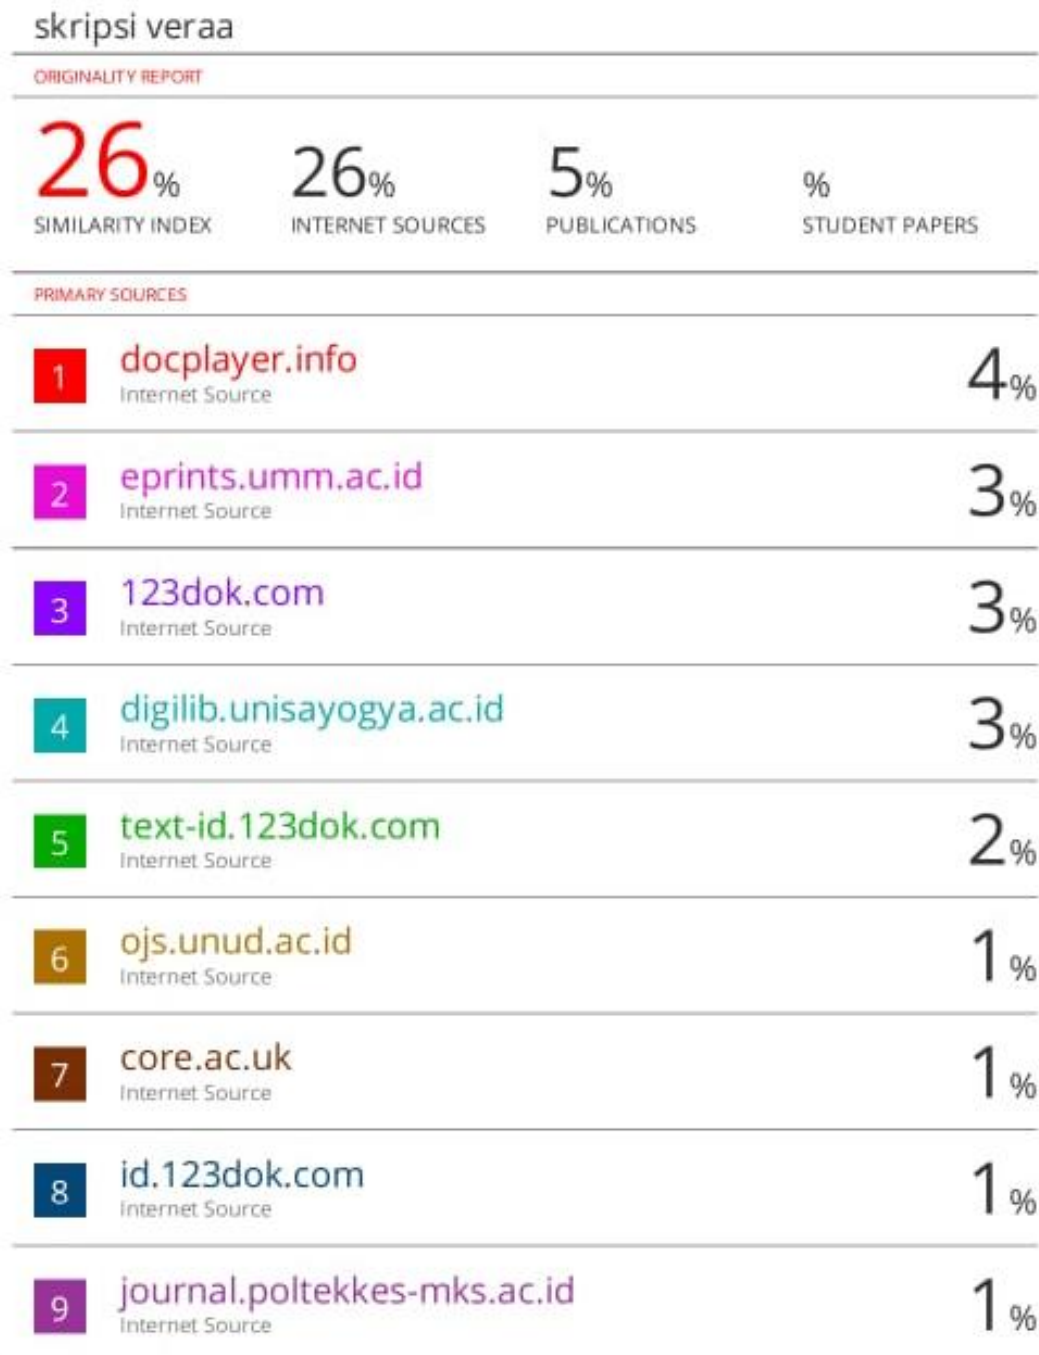 skripsi veraa
ORIGINALITY REPORT
26% 26% 5% %
SIMILARITY INDEX INTERNET SOURCES PUBLICATIONS STUDENT PAPERS
PRIMARY SOURCES
1 docplayer.info 4%
Internet Source
2 eprints.umm.ac.id 3%
Internet Source
3 123dok.com 3%
Internet Source
4 digilib.unisayogya.ac.id 3%
Internet Source
5 text-id.123dok.com 2%
Internet Source
6 ojs.unud.ac.id 1%
Internet Source
7 core.ac.uk 1%
Internet Source
8 id.123dok.com 1%
Internet Source
9 journal.poltekkes-mks.ac.id 1%
Internet Source